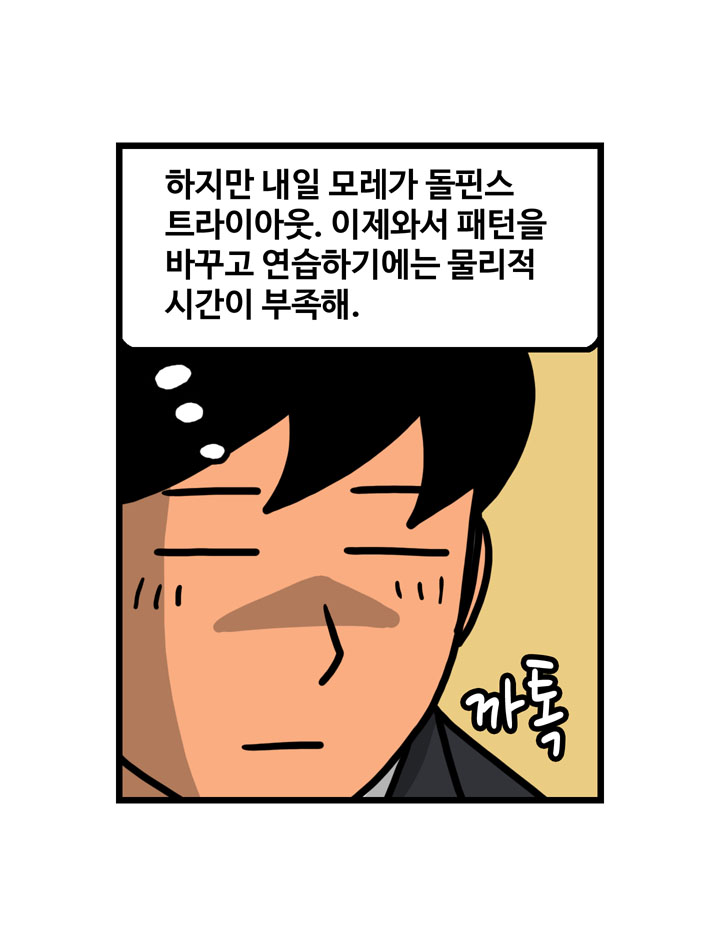 하지만 내일 모레가 돌핀스
트라이아웃. 이제와서 패턴을
바꾸고 연습하기에는 물리적
시간이 부족해.
까톡